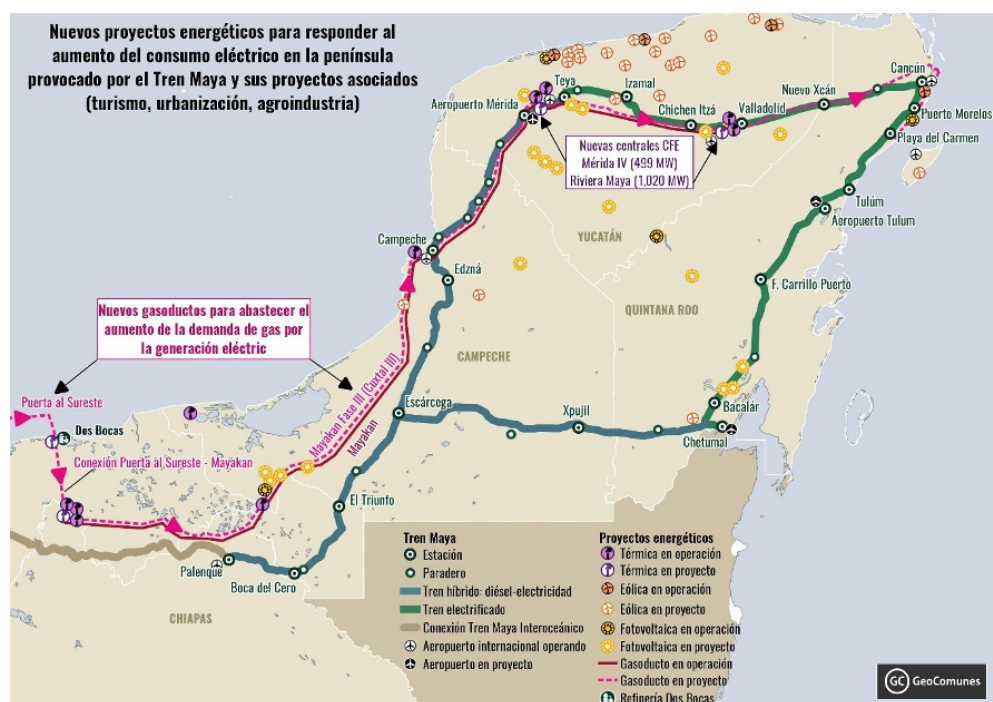 Nuevos proyectos energéticos para responder al
aumento del consumo eléctrico en la península
provocado por el Tren Maya y sus proyectos asociados
(turismo, urbanización, agroindustria)
Cancún
Teya
Izamal
Nuevo Xcán
Aeropuerto Mérida
Chichen Itzá
Valladolid
Puerto Morelos
Playa del Carmen
Nuevas centrales CFE
Mérida IV (499 MW)
Riviera Maya (1,020 MW)
Tulúm
Aeropuerto Tulum
Campeche
YUCATÁN
Edzná
F. Carrillo Puerto
Nuevos gasoductos para abastecer el
aumento de la demanda de gas por
la generación eléctric
QUINTANA ROO
CAMPECHE
Mayakan Fase III (Cuxtal III)
Mayakan
Puerta al Sureste
Escárcega
Xpujil
Bacalár
Dos Bocas
Chetumal
Conexión Puerta al Sureste - Mayakan
El Triunfo
Palenque
Boca del Cero
CHIAPAS
Tren Maya
Estación
Paradero
Tren híbrido: diésel-electricidad
Tren electrificado
Conexión Tren Maya Interoceánico
Aeropuerto internacional operando
Aeropuerto en proyecto
Proyectos energéticos
Térmica en operación
Térmica en proyecto
Eólica en operación
Eólica en proyecto
Fotovoltaica en operación
Fotovoltaica en proyecto
Gasoducto en operación
Gasoducto en proyecto
Refinería Dos Bocas
GC GeoComunes